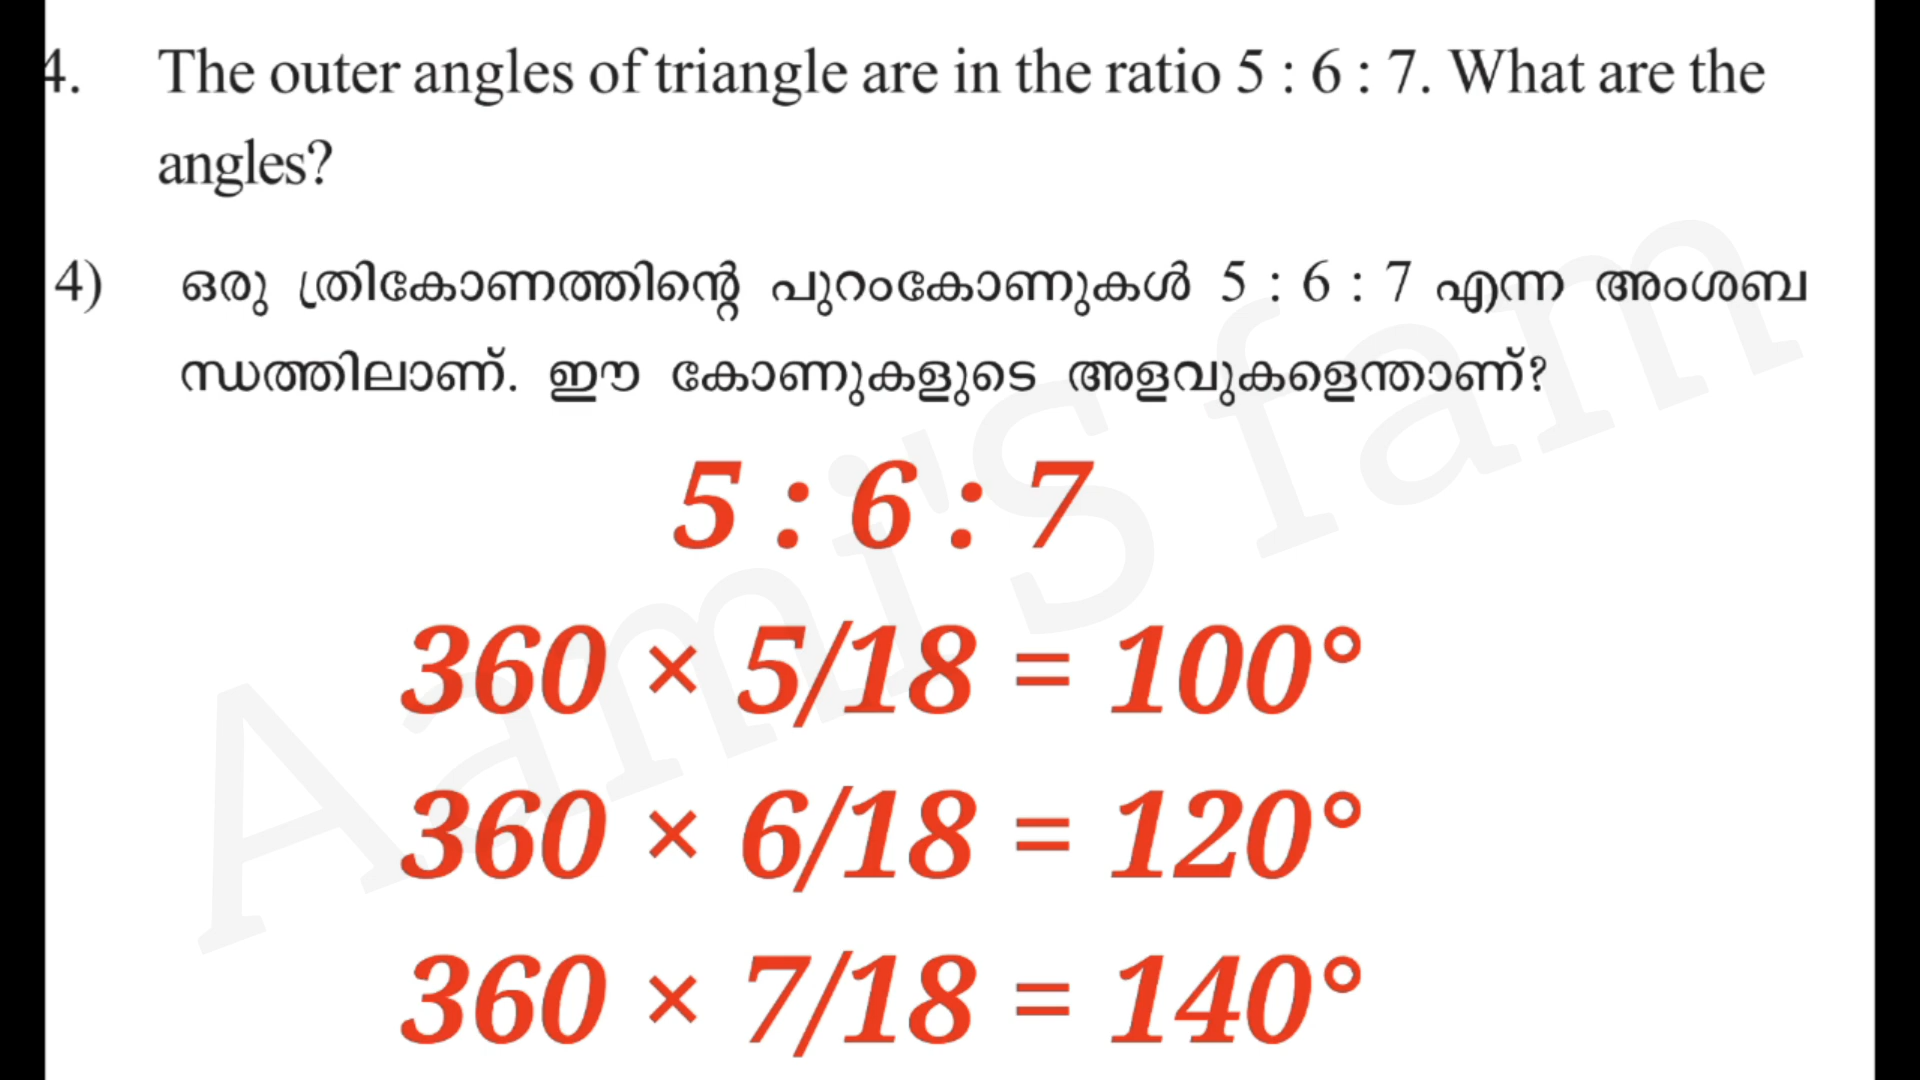 4. The outer angles of triangle are in the ratio 5 : 6 : 7. What are the
angles?
4) ഒരു ത്രികോണത്തിന്റെ പുറംകോണുകൾ 5 : 6 : 7 എന്ന അംശബ
ന്ധത്തിലാണ്. ഈ കോണുകളുടെ അളവുകളെന്താണ്?
5 : 6 : 7
360 × 5/18 = 100°
360 × 6/18 = 120°
360 × 7/18 = 140°
Aami'S fam